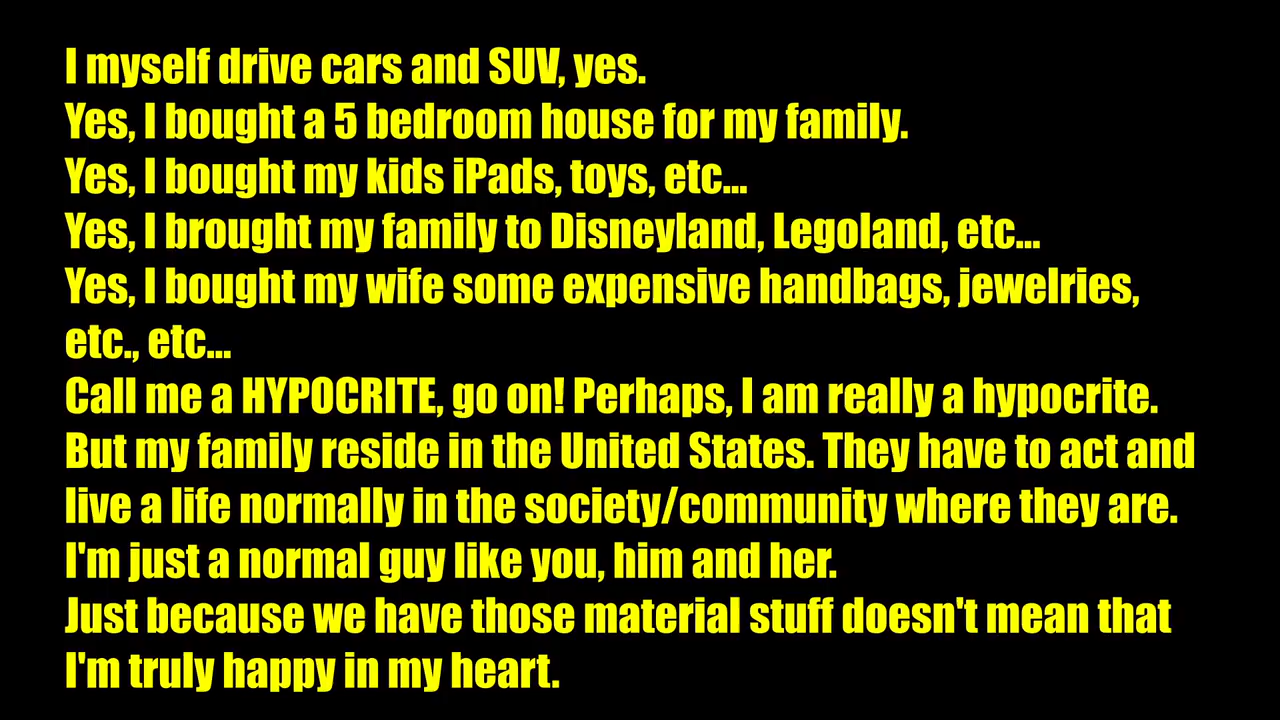 I myself drive cars and SUV, yes.
Yes, I bought a 5 bedroom house for my family.
Yes, I bought my kids iPads, toys, etc...
Yes, I brought my family to Disneyland, Legoland, etc...
Yes, I bought my wife some expensive handbags, jewelries,
etc., etc...
Call me a HYPOCRITE, go on! Perhaps, I am really a hypocrite.
But my family reside in the United States. They have to act and
live a life normally in the society/community where they are.
I'm just a normal guy like you, him and her.
Just because we have those material stuff doesn't mean that
I'm truly happy in my heart.